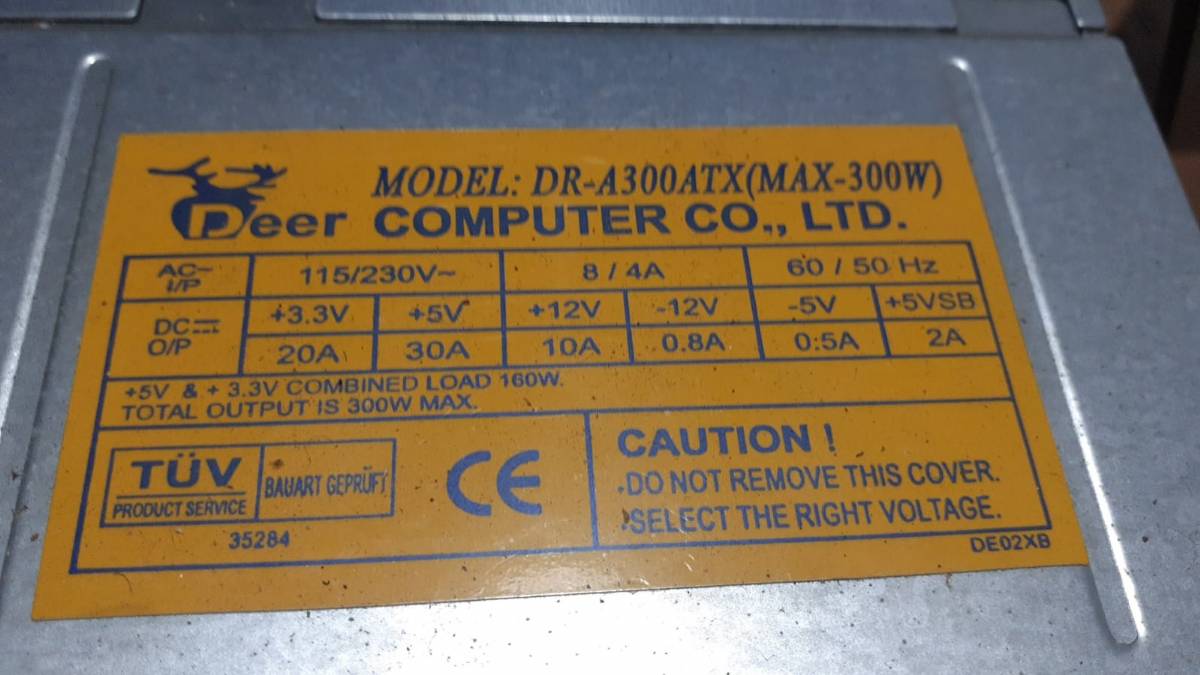 MODEL: DR-A300ATX(MAX-300W)
Deer COMPUTER CO., LTD.
AC~ I/P 115/230V~ 8 / 4A 60 / 50 Hz
DC O/P +3.3V +5V +12V -12V -5V +5VSB
20A 30A 10A 0.8A 0.5A 2A
+5V & + 3.3V COMBINED LOAD 160W.
TOTAL OUTPUT IS 300W MAX.
TÜV
PRODUCT SERVICE
BAUART GEPRÜFT
35284
CE
CAUTION !
.DO NOT REMOVE THIS COVER.
.SELECT THE RIGHT VOLTAGE.
DE02XB